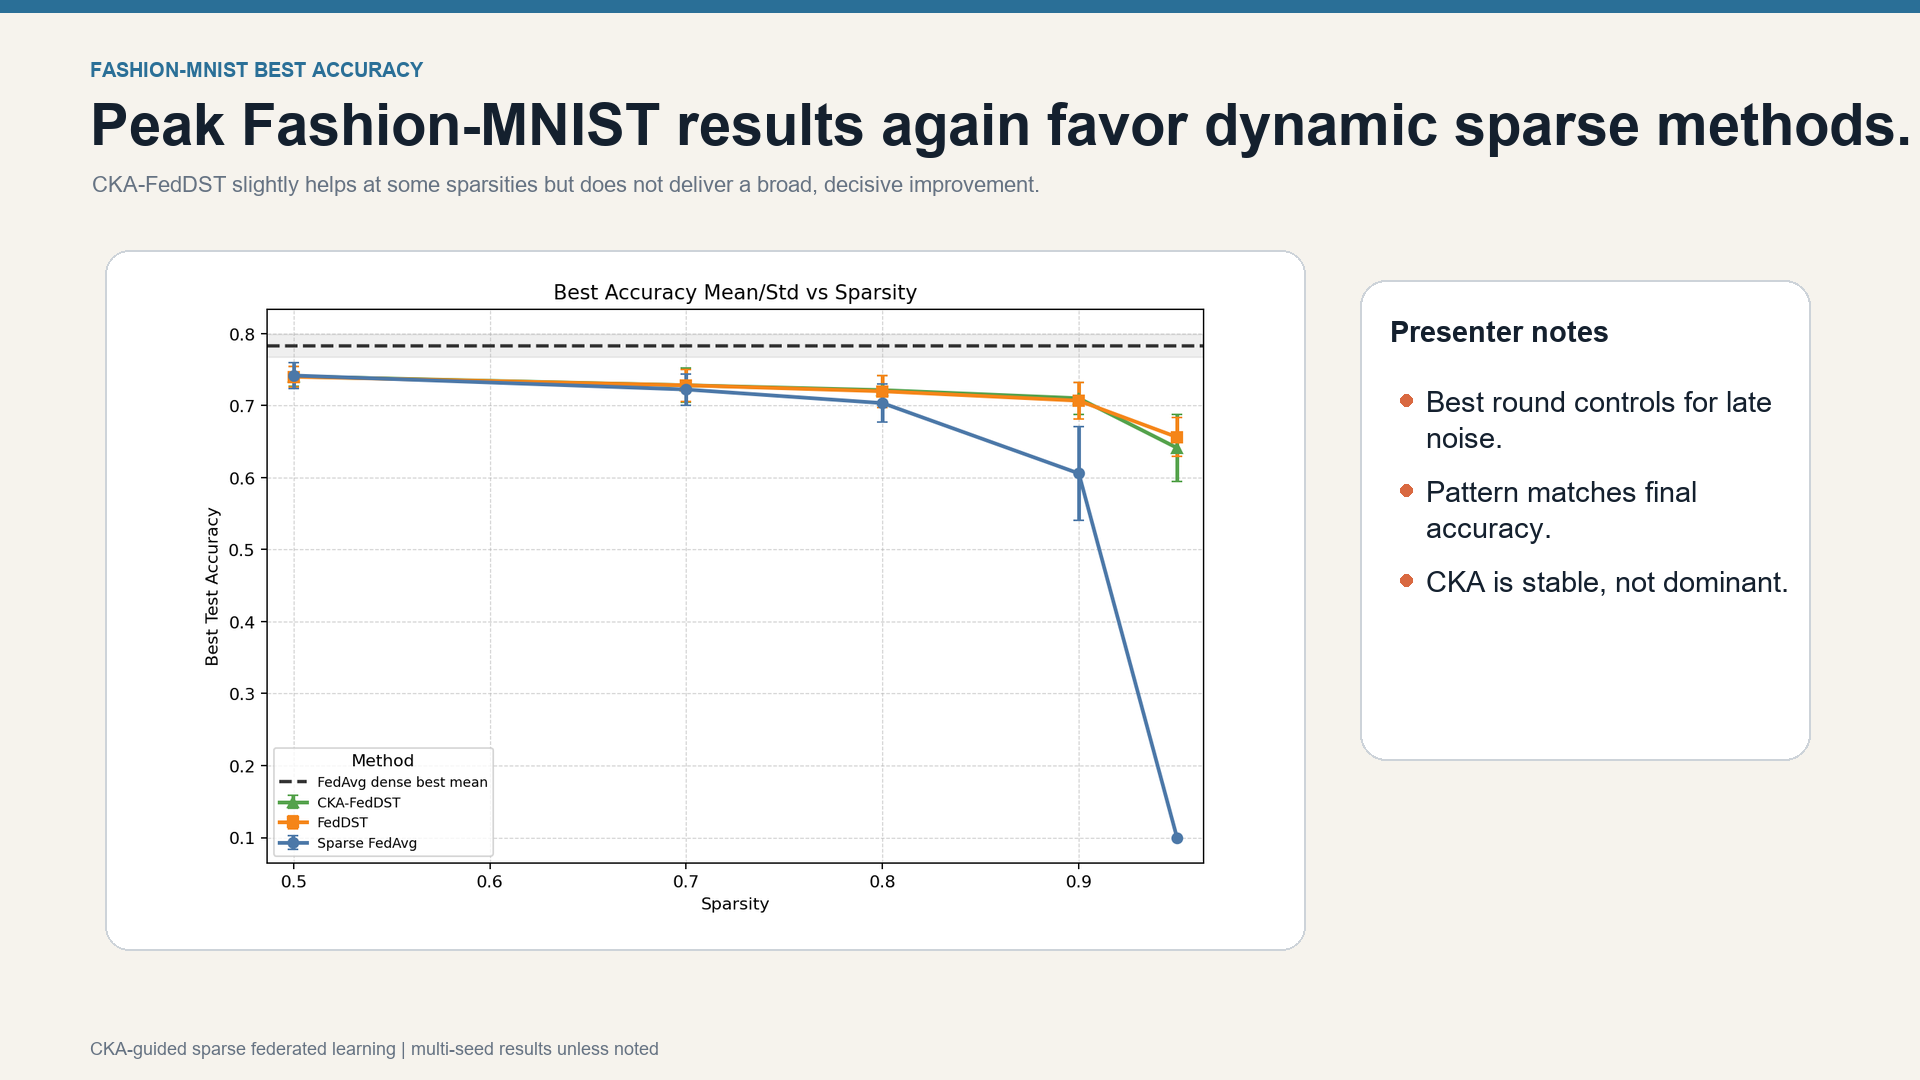 FASHION-MNIST BEST ACCURACY
Peak Fashion-MNIST results again favor dynamic sparse methods.
CKA-FedDST slightly helps at some sparsities but does not deliver a broad, decisive improvement.
Best Accuracy Mean/Std vs Sparsity
Best Test Accuracy
0.8
0.7
0.6
0.5
0.4
0.3
0.2
0.1
Method
FedAvg dense best mean
CKA-FedDST
FedDST
Sparse FedAvg
0.5 0.6 0.7 0.8 0.9
Sparsity
Presenter notes
Best round controls for late
noise.
Pattern matches final
accuracy.
CKA is stable, not dominant.
CKA-guided sparse federated learning | multi-seed results unless noted